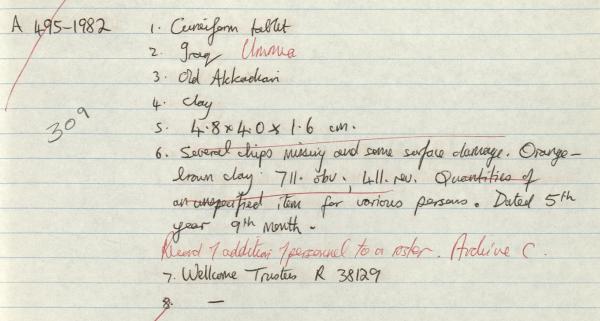 A 495-1982
1. Cuneiform tablet
2. Iraq Umma
3. Old Akkadian
4. clay
309
5. 4.8 x 4.0 x 1.6 cm.
6. Several chips missing and some surface damage. Orange-
brown clay. 7 ll. obv., 4 ll. rev. Quantities of
an unspecified item for various persons. Dated 5th
year 9th month.
Record of addition of personnel to a roster. Archive C.
7. Wellcome Trustees R 38129
8. —